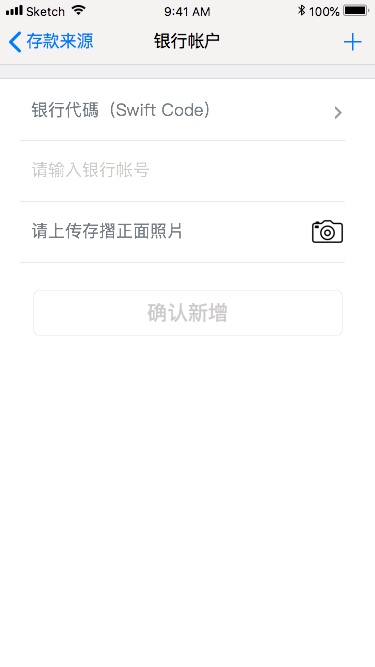 Sketch 9:41 AM 100%
存款来源 银行帐户
银行代碼（Swift Code）
请输入银行帐号
请上传存摺正面照片
确认新增